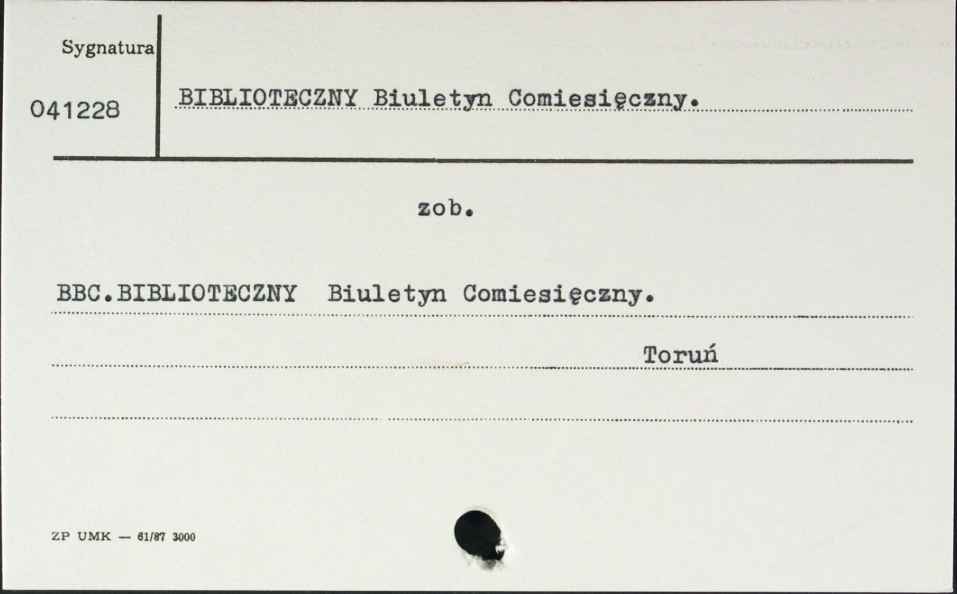 Sygnatura
041228
BIBLIOTECZNY Biuletyn Comiesięczny.
zob.
BBC.BIBLIOTECZNY Biuletyn Comiesięczny.
Toruń
ZP UMK — 61/87 3000